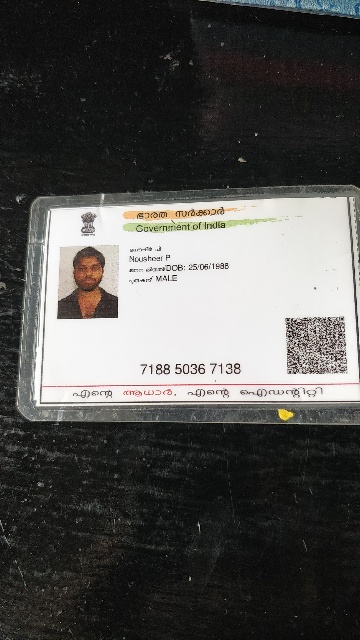 ഭാരത സർക്കാർ
Government of India
നൗഷീർ പി
Nousheer P
ജനന തീയതി/DOB: 25/06/1988
പുരുഷൻ/ MALE
7188 5036 7138
എന്റെ ആധാർ, എന്റെ ഐഡന്റിറ്റി